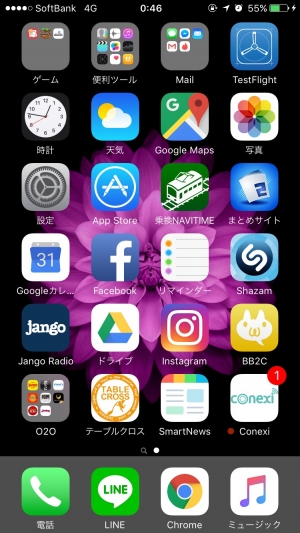 SoftBank 4G 0:46 55%
ゲーム 便利ツール Mail TestFlight
時計 天気 Google Maps 写真
設定 App Store 乗換NAVITIME まとめサイト
31
Googleカレ... Facebook リマインダー Shazam
jango
Jango Radio ドライブ Instagram BB2C
TABLE
CROSS
conexi
1
O2O テーブルクロス SmartNews Conexi
LINE
電話 LINE Chrome ミュージック